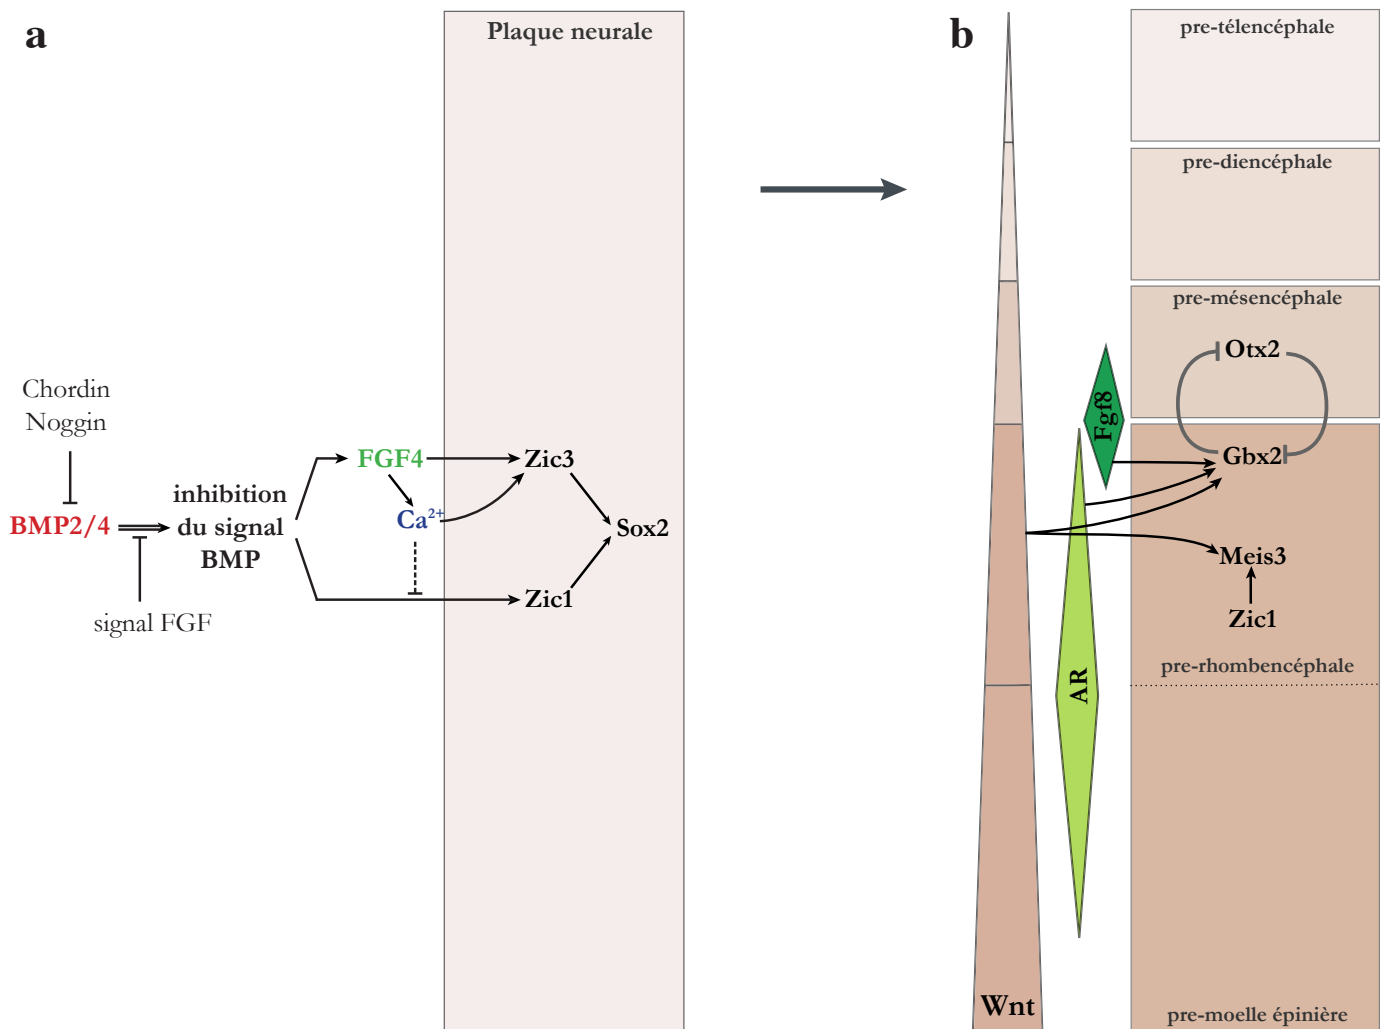 a
Plaque neurale
Chordin
Noggin
BMP2/4
inhibition
du signal
BMP
signal FGF
FGF4
Ca²⁺
Zic3
Sox2
Zic1
b
pre-télencéphale
pre-diencéphale
pre-mésencéphale
Otx2
Fgf8
Gbx2
Meis3
Zic1
pre-rhombencéphale
AR
Wnt
pre-moelle épinière